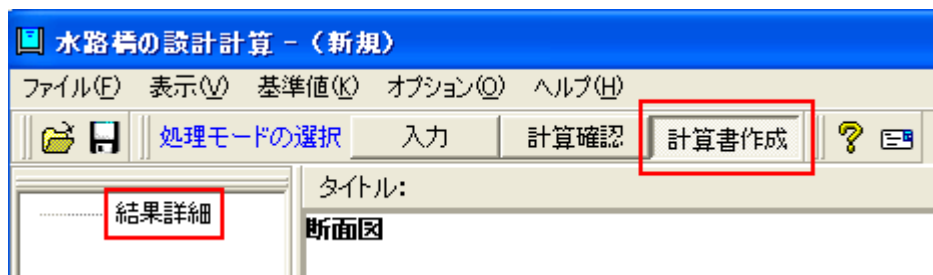 水路橋の設計計算 - (新規)
ファイル(F) 表示(V) 基準値(K) オプション(O) ヘルプ(H)
処理モードの選択 入力 計算確認 計算書作成 ?
結果詳細
タイトル:
断面図